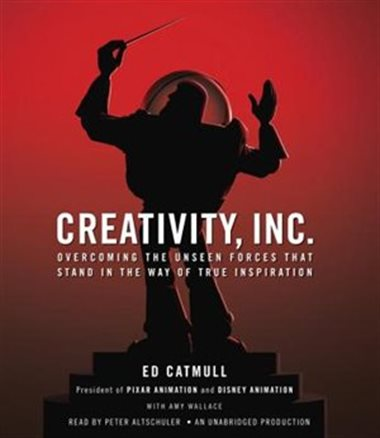 CREATIVITY, INC.
OVERCOMING THE UNSEEN FORCES THAT
STAND IN THE WAY OF TRUE INSPIRATION
ED CATMULL
President of PIXAR ANIMATION and DISNEY ANIMATION
WITH AMY WALLACE
READ BY PETER ALTSCHULER • AN UNABRIDGED PRODUCTION